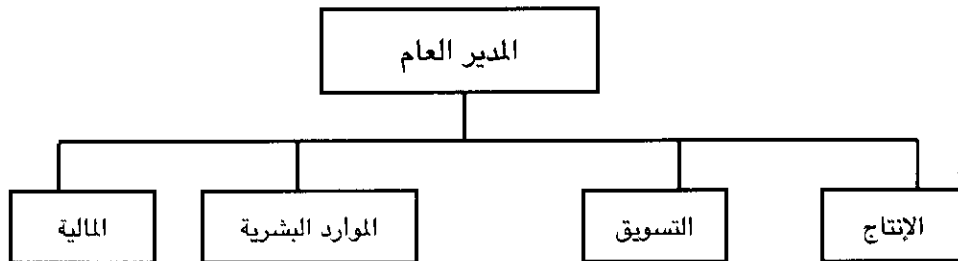 المدير العام
الإنتاج
التسويق
الموارد البشرية
المالية